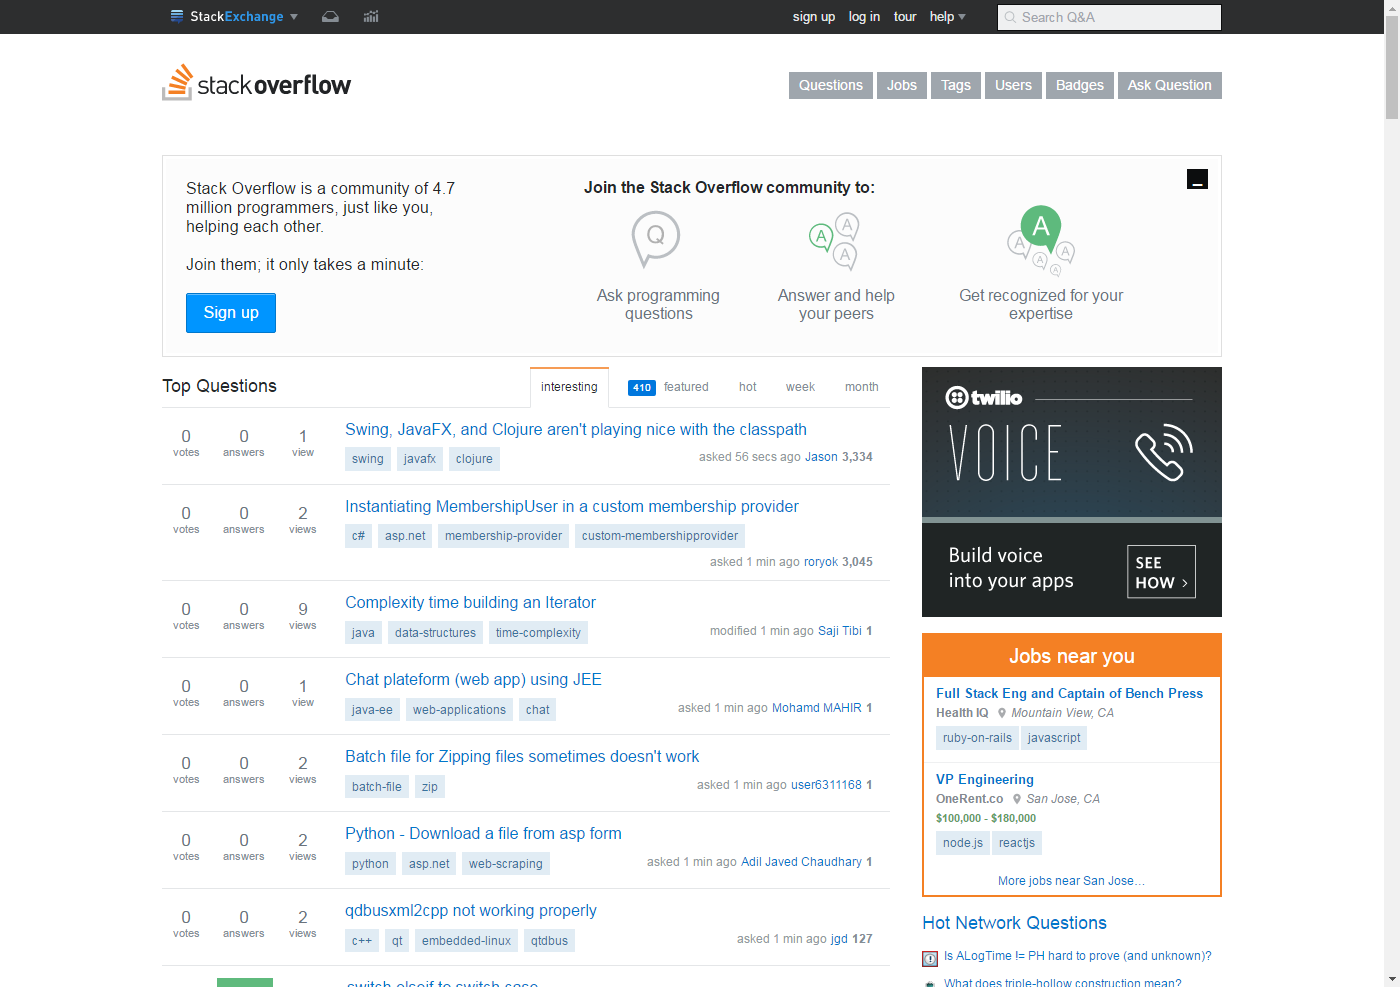 StackExchange
sign up log in tour help
Search Q&A
stackoverflow
Questions Jobs Tags Users Badges Ask Question
Stack Overflow is a community of 4.7
million programmers, just like you,
helping each other.
Join them; it only takes a minute:
Sign up
Join the Stack Overflow community to:
Q
A A A
A A A A A
Ask programming
questions
Answer and help
your peers
Get recognized for your
expertise
Top Questions
interesting 410 featured hot week month
0 votes 0 answers 1 view
Swing, JavaFX, and Clojure aren't playing nice with the classpath
swing javafx clojure
asked 56 secs ago Jason 3,334
0 votes 0 answers 2 views
Instantiating MembershipUser in a custom membership provider
c# asp.net membership-provider custom-membershipprovider
asked 1 min ago roryok 3,045
0 votes 0 answers 9 views
Complexity time building an Iterator
java data-structures time-complexity
modified 1 min ago Saji Tibi 1
0 votes 0 answers 1 view
Chat plateform (web app) using JEE
java-ee web-applications chat
asked 1 min ago Mohamd MAHIR 1
0 votes 0 answers 2 views
Batch file for Zipping files sometimes doesn't work
batch-file zip
asked 1 min ago user6311168 1
0 votes 0 answers 2 views
Python - Download a file from asp form
python asp.net web-scraping
asked 1 min ago Adil Javed Chaudhary 1
0 votes 0 answers 2 views
qdbusxml2cpp not working properly
c++ qt embedded-linux qtdbus
asked 1 min ago jgd 127
switch elseif to switch case
twilio
VOICE
Build voice
into your apps
SEE
HOW >
Jobs near you
Full Stack Eng and Captain of Bench Press
Health IQ Mountain View, CA
ruby-on-rails javascript
VP Engineering
OneRent.co San Jose, CA
$100,000 - $180,000
node.js reactjs
More jobs near San Jose...
Hot Network Questions
Is ALogTime != PH hard to prove (and unknown)?
What does triple-hollow construction mean?